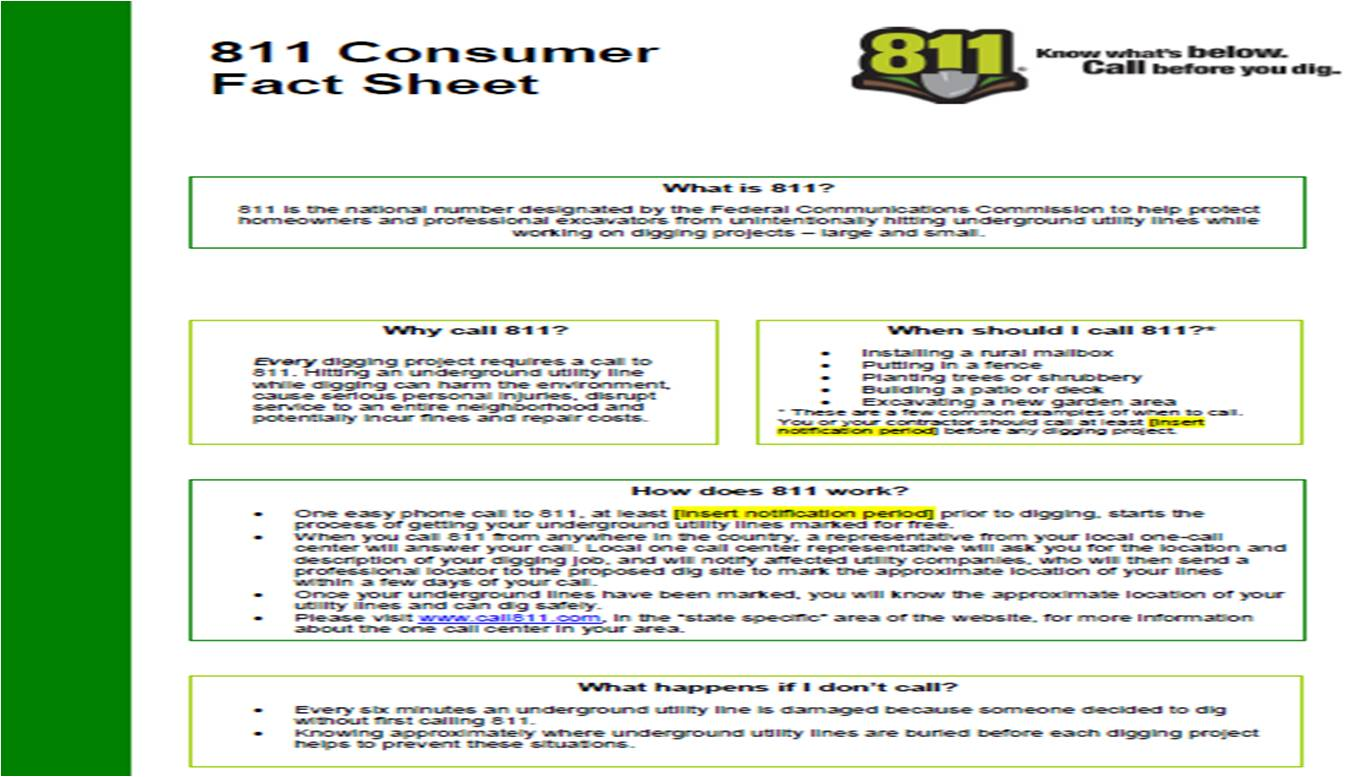 811 Consumer
Fact Sheet
811
Know what's below.
Call before you dig.
What is 811?
811 is the national number designated by the Federal Communications Commission to help protect
homeowners and professional excavators from unintentionally hitting underground utility lines while
working on digging projects – large and small.
Why call 811?
Every digging project requires a call to
811. Hitting an underground utility line
while digging can harm the environment,
cause serious personal injuries, disrupt
service to an entire neighborhood and
potentially incur fines and repair costs.
When should I call 811?*
• Installing a rural mailbox
• Putting in a fence
• Planting trees or shrubbery
• Building a patio or deck
• Excavating a new garden area
* These are a few common examples of when to call.
You or your contractor should call at least [insert
notification period] before any digging project.
How does 811 work?
• One easy phone call to 811, at least [insert notification period] prior to digging, starts the
process of getting your underground utility lines marked for free.
• When you call 811 from anywhere in the country, a representative from your local one-call
center will answer your call. Local one call center representative will ask you for the location and
description of your digging job, and will notify affected utility companies, who will then send a
professional locator to the proposed dig site to mark the approximate location of your lines
within a few days of your call.
• Once your underground lines have been marked, you will know the approximate location of your
utility lines and can dig safely.
• Please visit www.call811.com, in the "state specific" area of the website, for more information
about the one call center in your area.
What happens if I don't call?
• Every six minutes an underground utility line is damaged because someone decided to dig
without first calling 811.
• Knowing approximately where underground utility lines are buried before each digging project
helps to prevent these situations.